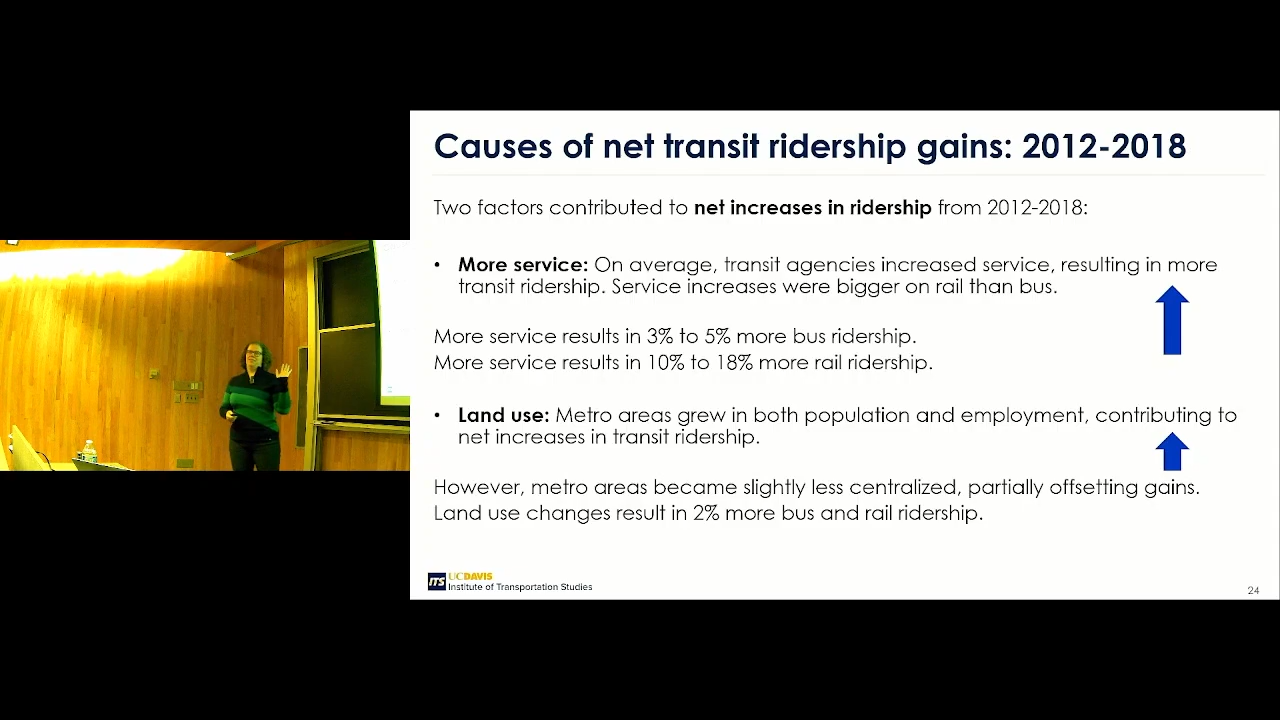 Causes of net transit ridership gains: 2012-2018
Two factors contributed to net increases in ridership from 2012-2018:
• More service: On average, transit agencies increased service, resulting in more
transit ridership. Service increases were bigger on rail than bus.
More service results in 3% to 5% more bus ridership.
More service results in 10% to 18% more rail ridership.
• Land use: Metro areas grew in both population and employment, contributing to
net increases in transit ridership.
However, metro areas became slightly less centralized, partially offsetting gains.
Land use changes result in 2% more bus and rail ridership.
ITS UCDAVIS
Institute of Transportation Studies
24